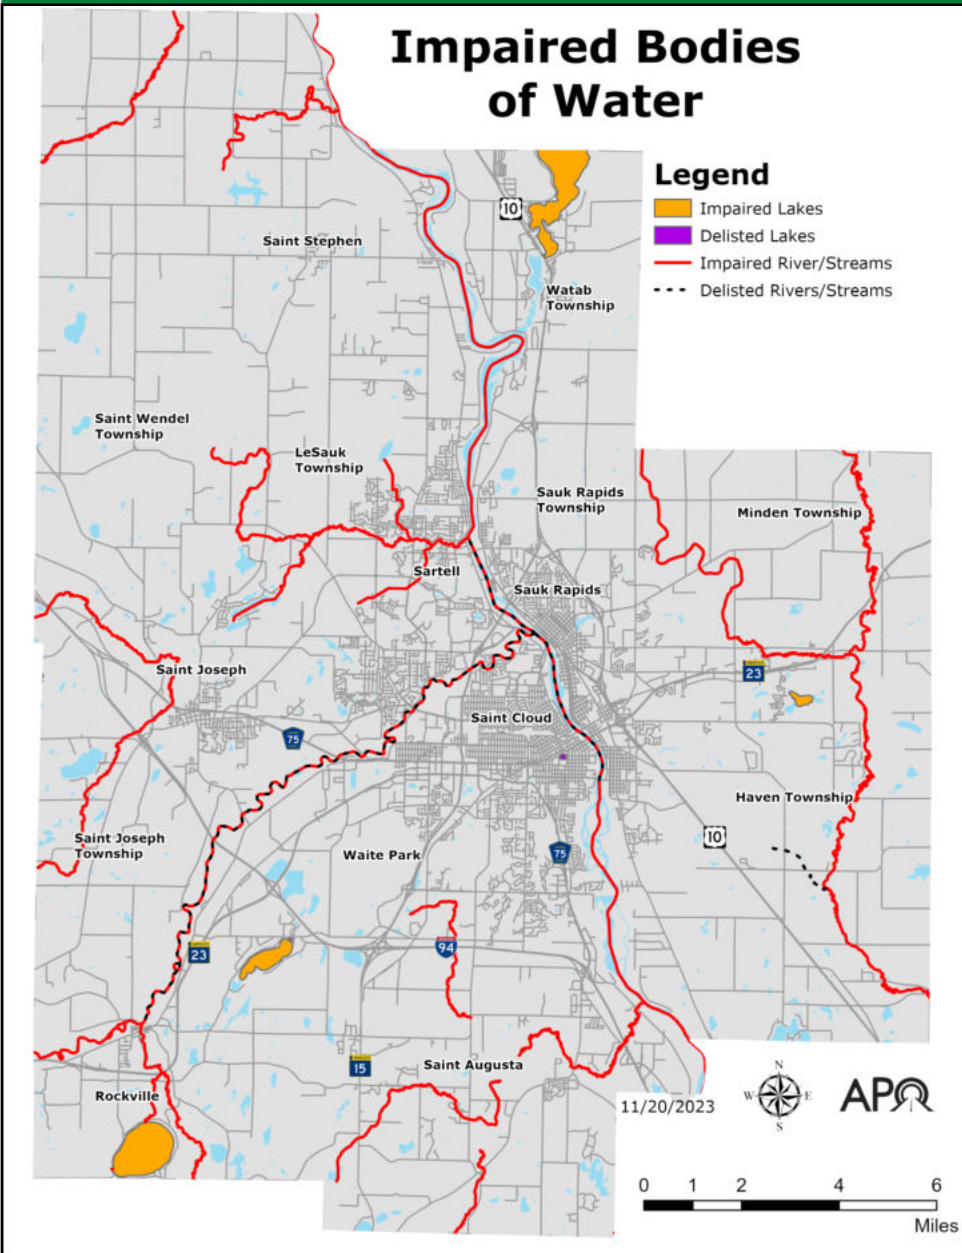 Impaired Bodies
of Water
Legend
Impaired Lakes
Delisted Lakes
Impaired River/Streams
Delisted Rivers/Streams
10
Saint Stephen
Watab
Township
Saint Wendel
Township
LeSauk
Township
Sauk Rapids
Township
Minden Township
Sartell
Sauk Rapids
Saint Joseph
23
Saint Cloud
75
Haven Township
10
Saint Joseph
Township
Waite Park
75
23
94
15
Saint Augusta
Rockville
11/20/2023
N
W
E
S
APO
0 1 2 4 6
Miles